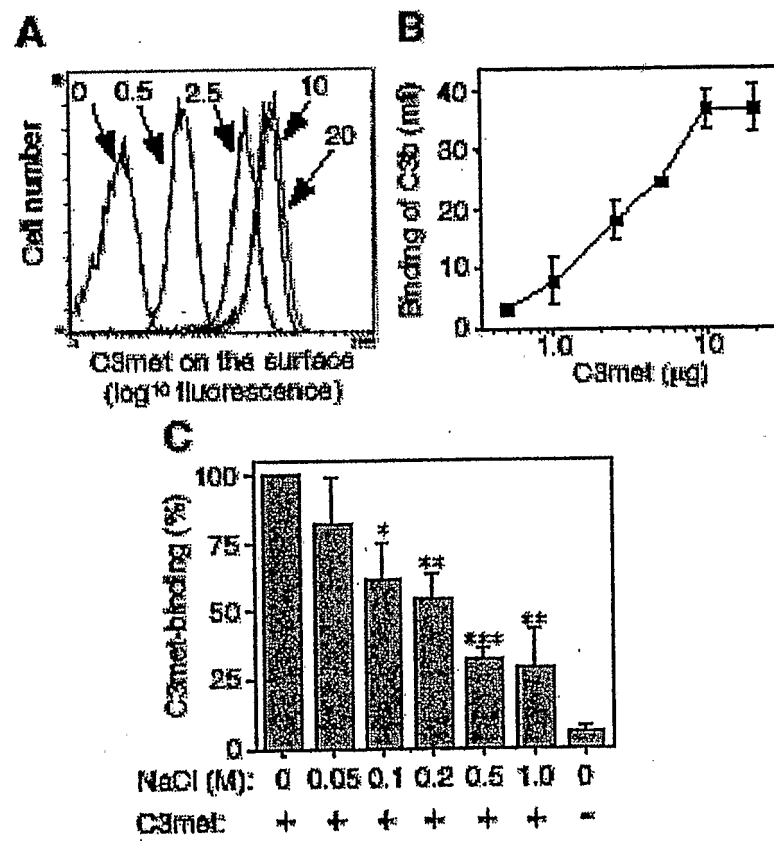 A
0 0.5 2.5 10
20
Cell number
C3met on the surface
(log10 fluorescence)
B
Binding of C3b (mfi)
40
30
20
10
0
1.0 10
C3met (µg)
C
C3met-binding (%)
100
75
50
25
0
* ** *** **
NaCl (M): 0 0.05 0.1 0.2 0.5 1.0 0
C3met: + + + + + + -